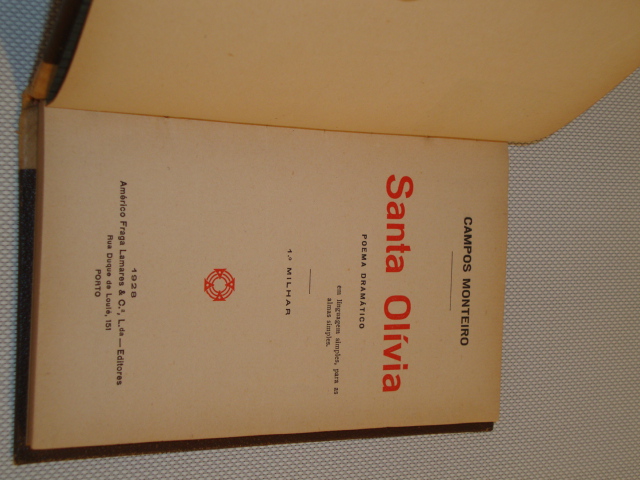 CAMPOS MONTEIRO
Santa Olívia
POEMA DRAMÁTICO
em linguagem simples, para as
almas simples.
1.º MILHAR
1928
Américo Fraga Lamares & C.ª, L.da — Editores
Rua Duque de Loulé, 151
PORTO